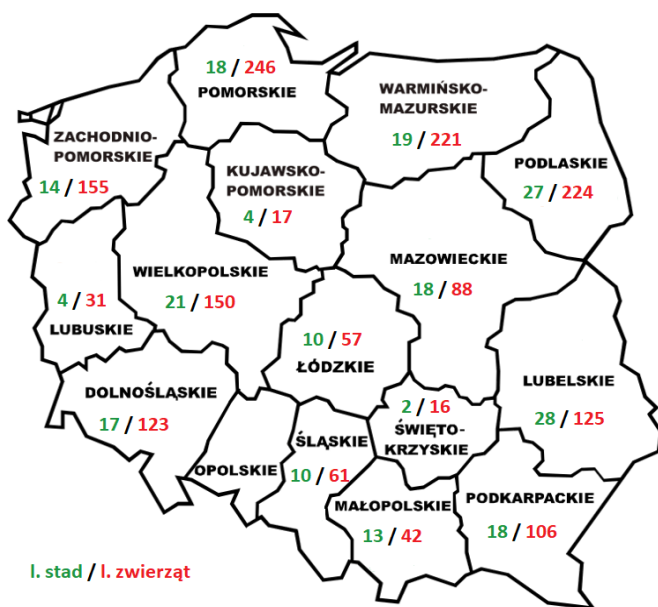 18 / 246
POMORSKIE
WARMIŃSKO-
MAZURSKIE
19 / 221
ZACHODNIO-
POMORSKIE
14 / 155
KUJAWSKO-
POMORSKIE
4 / 17
PODLASKIE
27 / 224
MAZOWIECKIE
18 / 88
WIELKOPOLSKIE
21 / 150
4 / 31
LUBUSKIE
10 / 57
ŁÓDZKIE
LUBELSKIE
28 / 125
DOLNOŚLĄSKIE
17 / 123
2 / 16
ŚWIĘTO-
KRZYSKIE
OPOLSKIE
ŚLĄSKIE
10 / 61
MAŁOPOLSKIE
13 / 42
PODKARPACKIE
18 / 106
l. stad / l. zwierząt